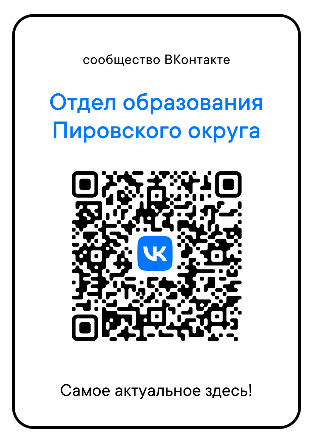 сообщество ВКонтакте
Отдел образования
Пировского округа
Самое актуальное здесь!